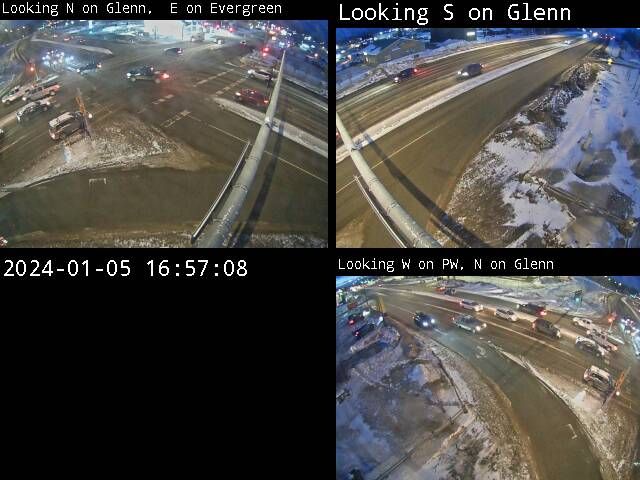 Looking N on Glenn,  E on Evergreen
Looking S on Glenn
2024-01-05 16:57:08
Looking W on PW, N on Glenn